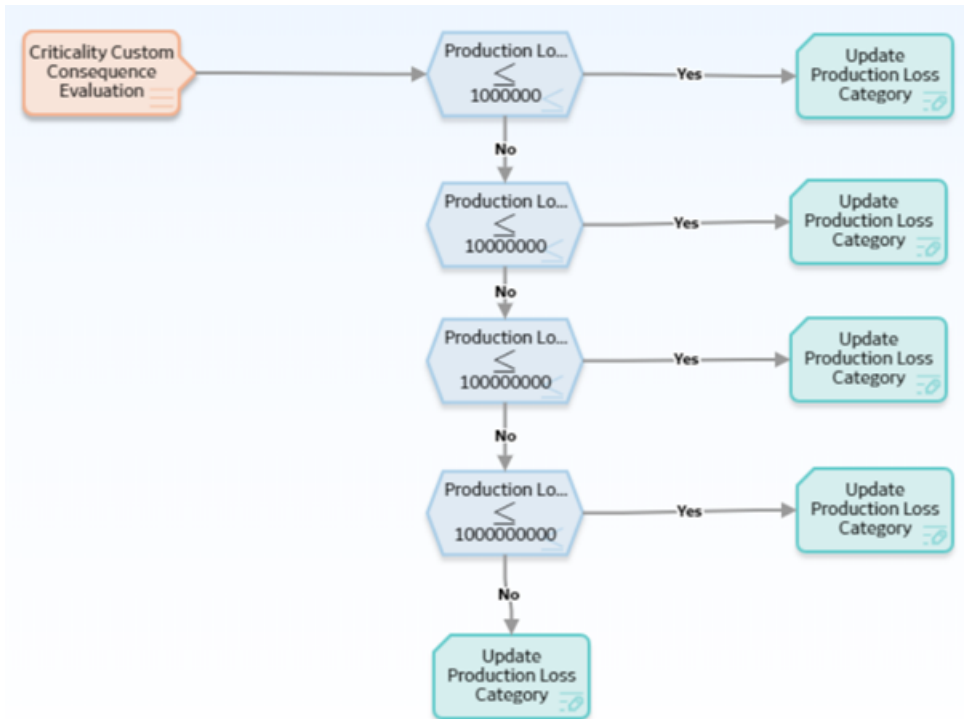 Criticality Custom
Consequence
Evaluation
Production Lo...
≤
1000000
Yes
Update
Production Loss
Category
No
Production Lo...
≤
10000000
Yes
Update
Production Loss
Category
No
Production Lo...
≤
100000000
Yes
Update
Production Loss
Category
No
Production Lo...
≤
1000000000
Yes
Update
Production Loss
Category
No
Update
Production Loss
Category